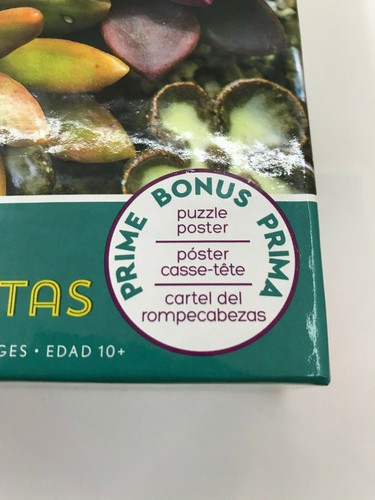 PRIME BONUS PRIMA
puzzle
poster
póster
casse-tête
cartel del
rompecabezas
TAS
GES • EDAD 10+